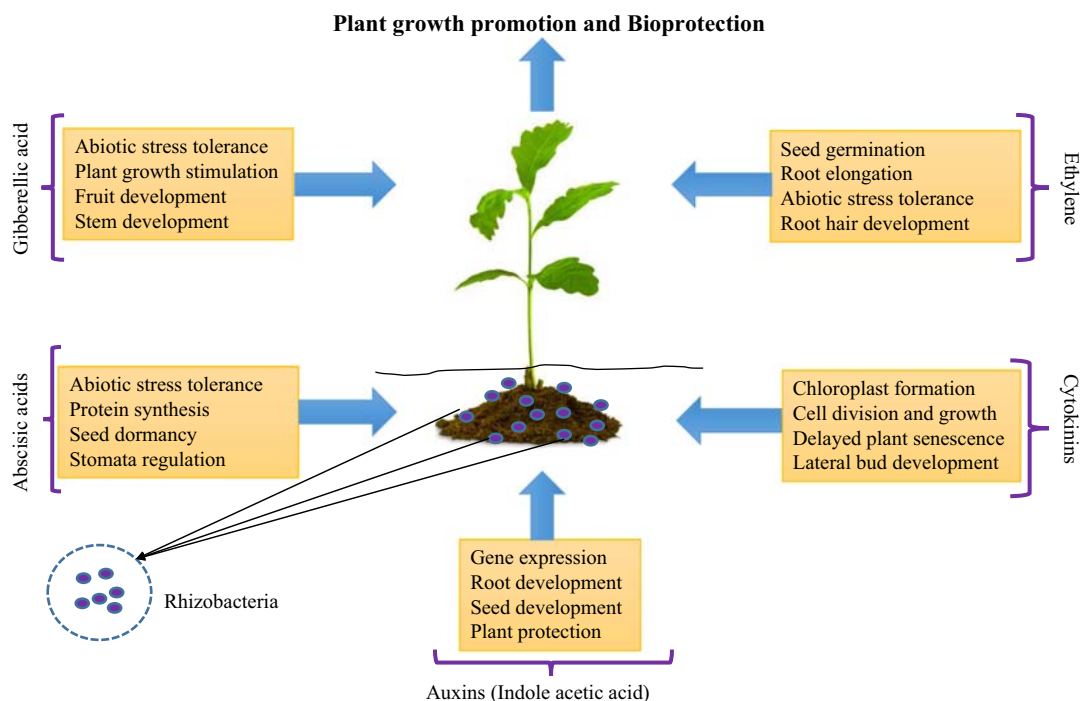 Plant growth promotion and Bioprotection
Gibberellic acid
Abiotic stress tolerance
Plant growth stimulation
Fruit development
Stem development
Seed germination
Root elongation
Abiotic stress tolerance
Root hair development
Ethylene
Abscisic acids
Abiotic stress tolerance
Protein synthesis
Seed dormancy
Stomata regulation
Chloroplast formation
Cell division and growth
Delayed plant senescence
Lateral bud development
Cytokinins
Rhizobacteria
Gene expression
Root development
Seed development
Plant protection
Auxins (Indole acetic acid)